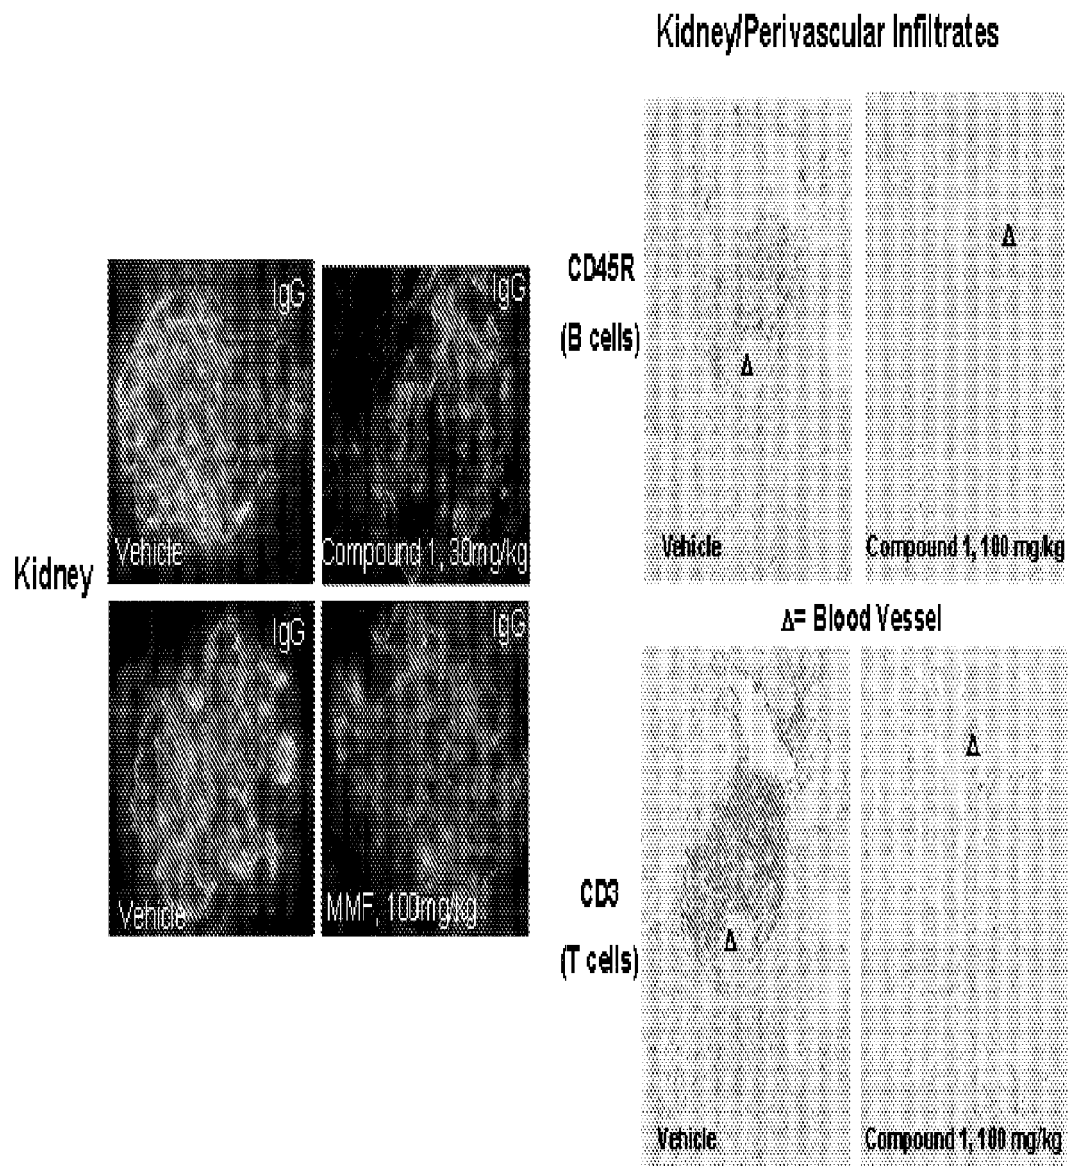 Kidney/Perivascular Infiltrates
Kidney
IgG
Vehicle
IgG
Compound 1, 30mg/kg
IgG
Vehicle
IgG
MMF, 100mg/kg
CD45R
(B cells)
Δ
Vehicle
Δ
Compound 1, 100 mg/kg
Δ= Blood Vessel
CD3
(T cells)
Δ
Vehicle
Δ
Compound 1, 100 mg/kg